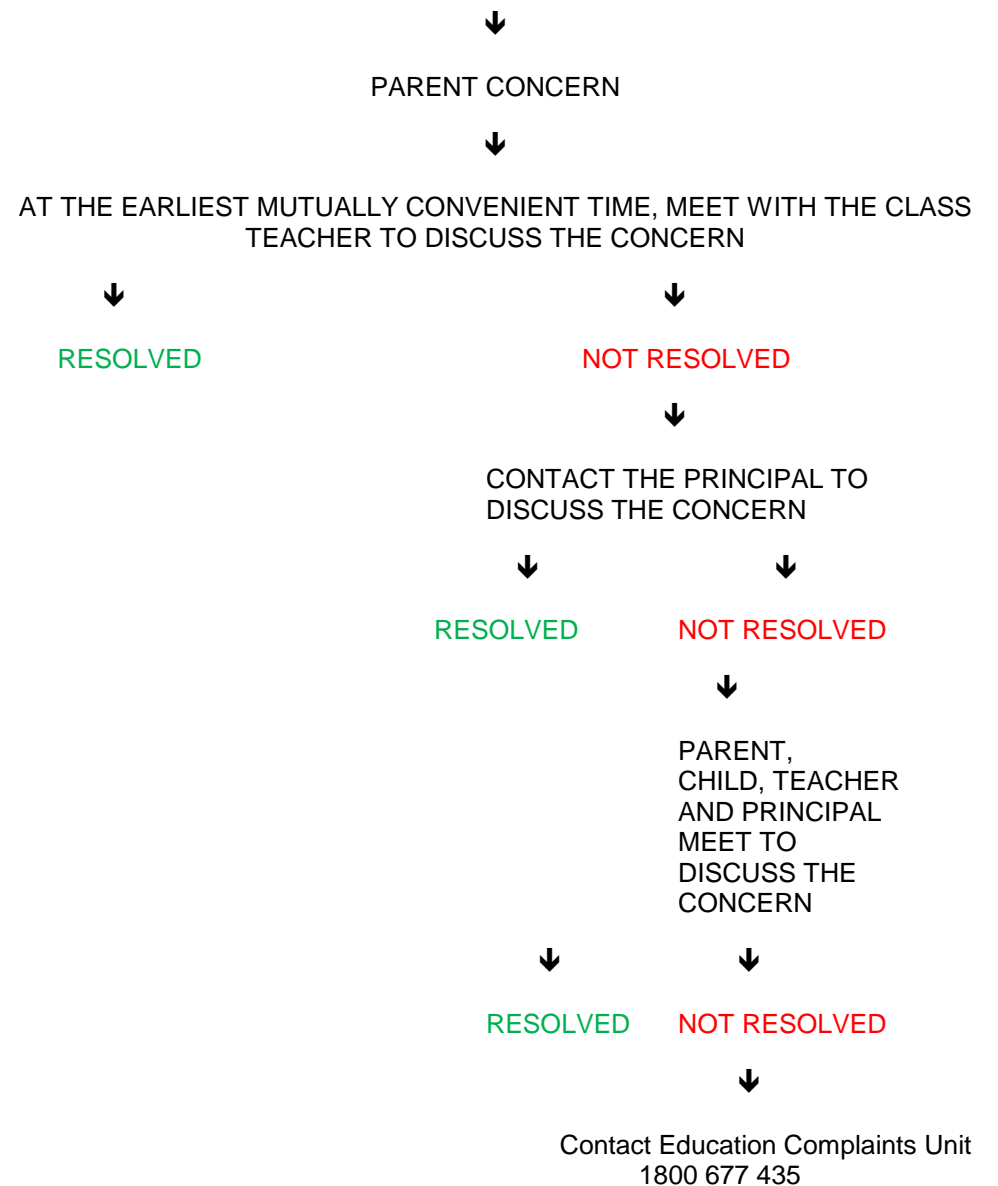 PARENT CONCERN
AT THE EARLIEST MUTUALLY CONVENIENT TIME, MEET WITH THE CLASS
TEACHER TO DISCUSS THE CONCERN
RESOLVED
NOT RESOLVED
CONTACT THE PRINCIPAL TO
DISCUSS THE CONCERN
RESOLVED
NOT RESOLVED
PARENT,
CHILD, TEACHER
AND PRINCIPAL
MEET TO
DISCUSS THE
CONCERN
RESOLVED
NOT RESOLVED
Contact Education Complaints Unit
1800 677 435